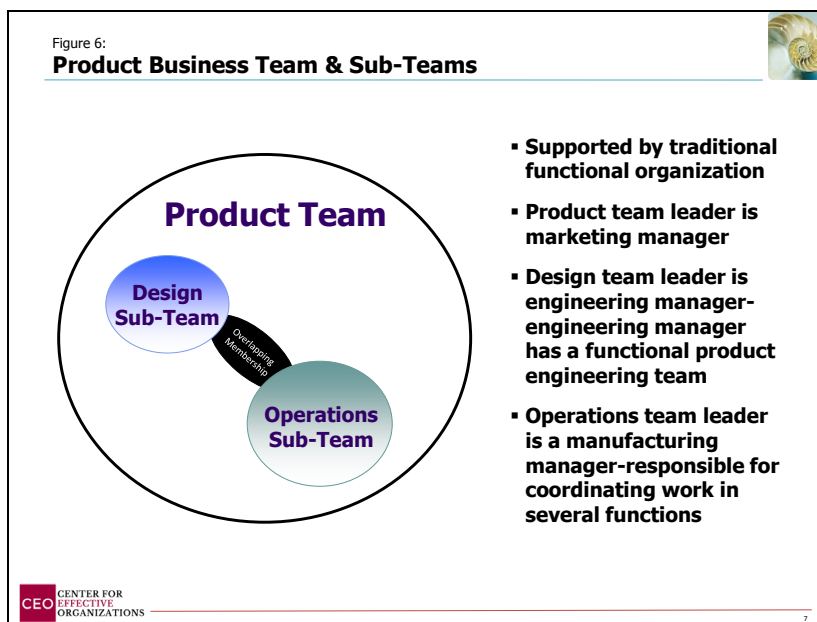 Figure 6:
Product Business Team & Sub-Teams
Product Team
Design
Sub-Team
Overlapping
Membership
Operations
Sub-Team
▪ Supported by traditional
functional organization
▪ Product team leader is
marketing manager
▪ Design team leader is
engineering manager-
engineering manager
has a functional product
engineering team
▪ Operations team leader
is a manufacturing
manager-responsible for
coordinating work in
several functions
CEO
CENTER FOR
EFFECTIVE
ORGANIZATIONS
7